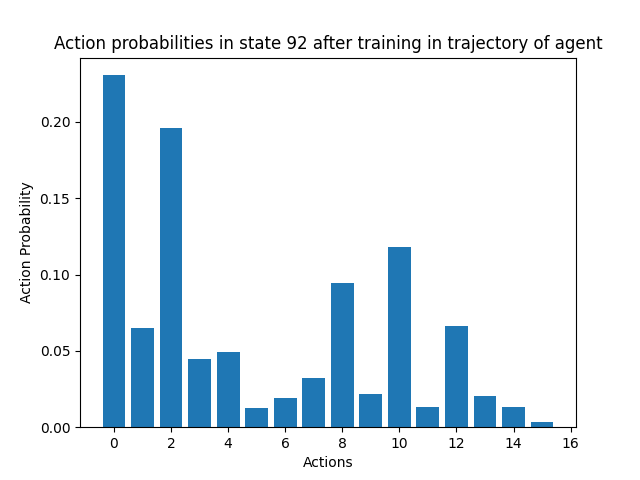 Action probabilities in state 92 after training in trajectory of agent
0.20
0.15
0.10
0.05
0.00
Action Probability
0 2 4 6 8 10 12 14 16
Actions